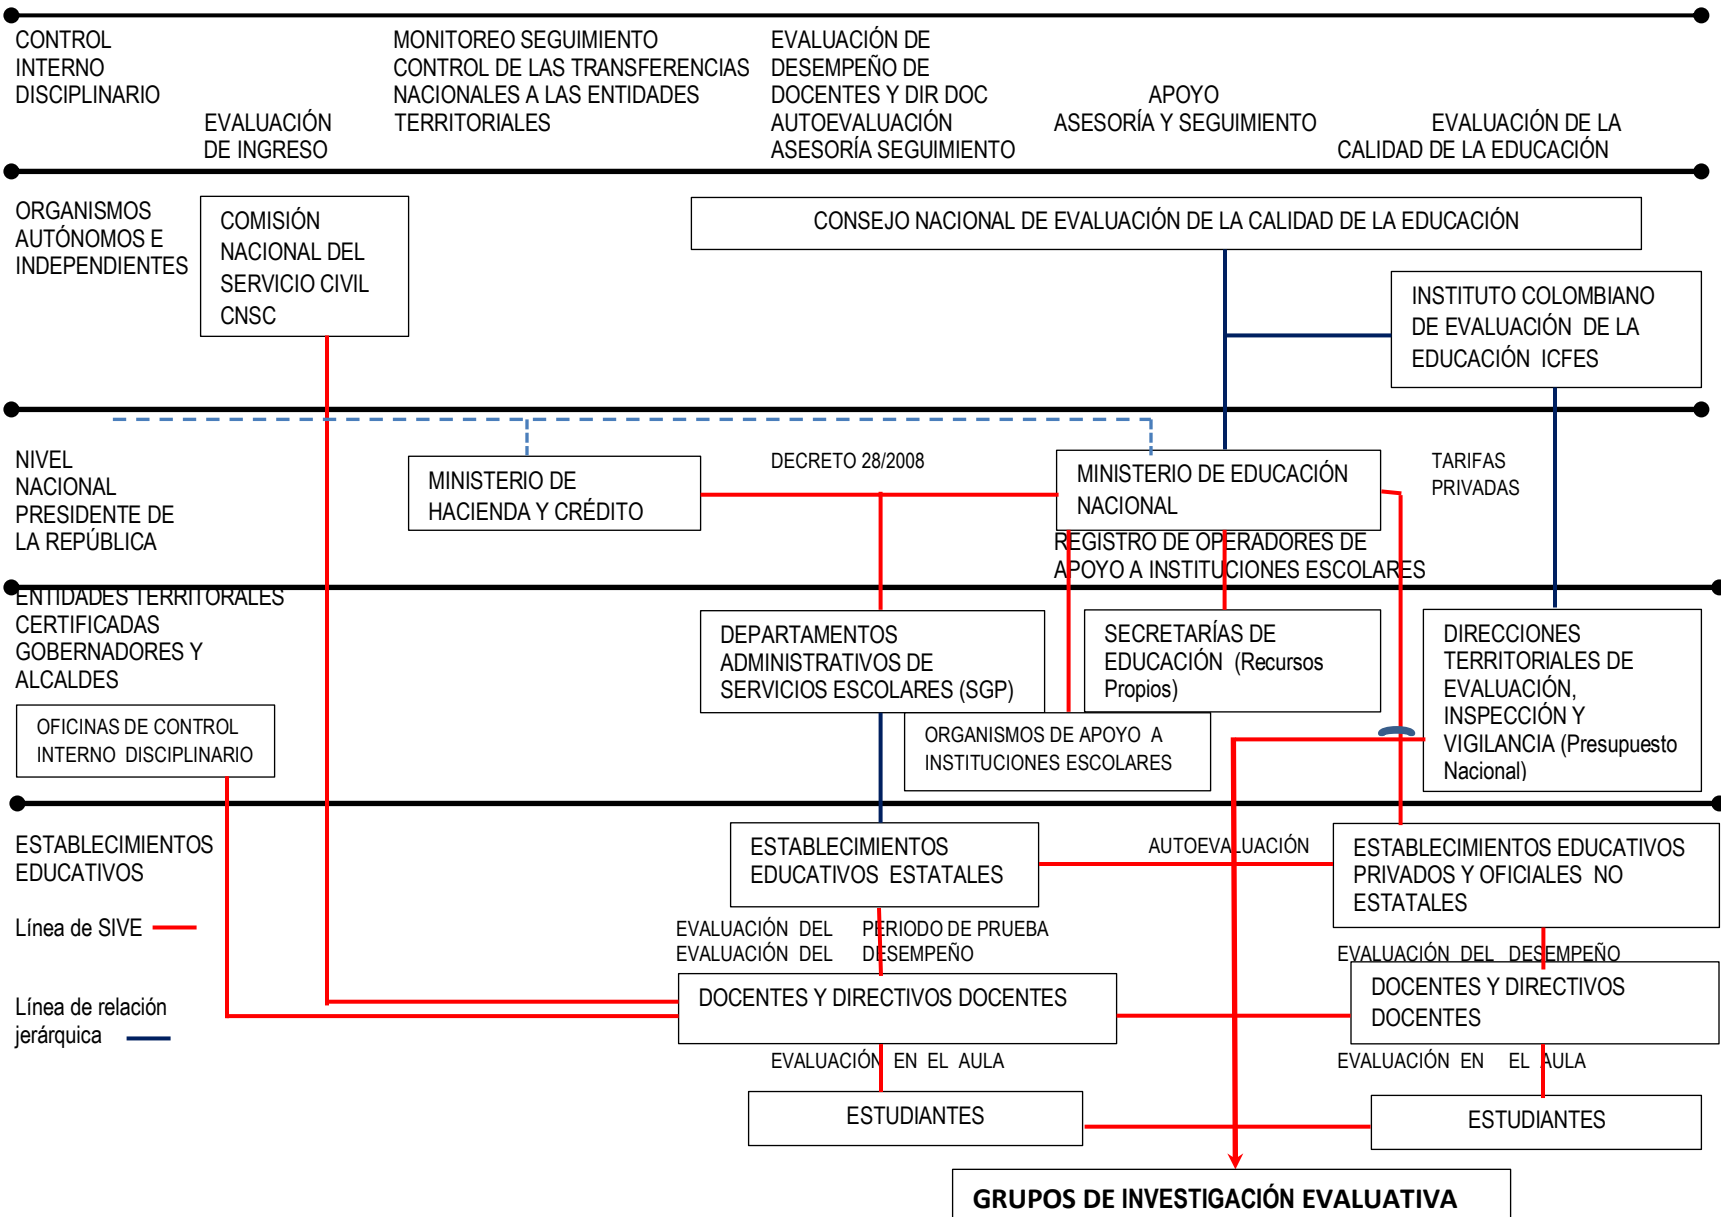 CONTROL
INTERNO
DISCIPLINARIO
EVALUACIÓN
DE INGRESO
MONITOREO SEGUIMIENTO
CONTROL DE LAS TRANSFERENCIAS
NACIONALES A LAS ENTIDADES
TERRITORIALES
EVALUACIÓN DE
DESEMPEÑO DE
DOCENTES Y DIR DOC
AUTOEVALUACIÓN
ASESORÍA SEGUIMIENTO
APOYO
ASESORÍA Y SEGUIMIENTO
EVALUACIÓN DE LA
CALIDAD DE LA EDUCACIÓN
ORGANISMOS
AUTÓNOMOS E
INDEPENDIENTES
COMISIÓN
NACIONAL DEL
SERVICIO CIVIL
CNSC
CONSEJO NACIONAL DE EVALUACIÓN DE LA CALIDAD DE LA EDUCACIÓN
INSTITUTO COLOMBIANO
DE EVALUACIÓN DE LA
EDUCACIÓN ICFES
NIVEL
NACIONAL
PRESIDENTE DE
LA REPÚBLICA
MINISTERIO DE
HACIENDA Y CRÉDITO
DECRETO 28/2008
MINISTERIO DE EDUCACIÓN
NACIONAL
TARIFAS
PRIVADAS
REGISTRO DE OPERADORES DE
APOYO A INSTITUCIONES ESCOLARES
ENTIDADES TERRITORALES
CERTIFICADAS
GOBERNADORES Y
ALCALDES
OFICINAS DE CONTROL
INTERNO DISCIPLINARIO
DEPARTAMENTOS
ADMINISTRATIVOS DE
SERVICIOS ESCOLARES (SGP)
SECRETARÍAS DE
EDUCACIÓN (Recursos
Propios)
ORGANISMOS DE APOYO A
INSTITUCIONES ESCOLARES
DIRECCIONES
TERRITORIALES DE
EVALUACIÓN,
INSPECCIÓN Y
VIGILANCIA (Presupuesto
Nacional)
ESTABLECIMIENTOS
EDUCATIVOS
ESTABLECIMIENTOS
EDUCATIVOS ESTATALES
AUTOEVALUACIÓN
ESTABLECIMIENTOS EDUCATIVOS
PRIVADOS Y OFICIALES NO
ESTATALES
Línea de SIVE
EVALUACIÓN DEL PERIODO DE PRUEBA
EVALUACIÓN DEL DESEMPEÑO
EVALUACIÓN DEL DESEMPEÑO
Línea de relación
jerárquica
DOCENTES Y DIRECTIVOS DOCENTES
DOCENTES Y DIRECTIVOS
DOCENTES
EVALUACIÓN EN EL AULA
EVALUACIÓN EN EL AULA
ESTUDIANTES
ESTUDIANTES
GRUPOS DE INVESTIGACIÓN EVALUATIVA